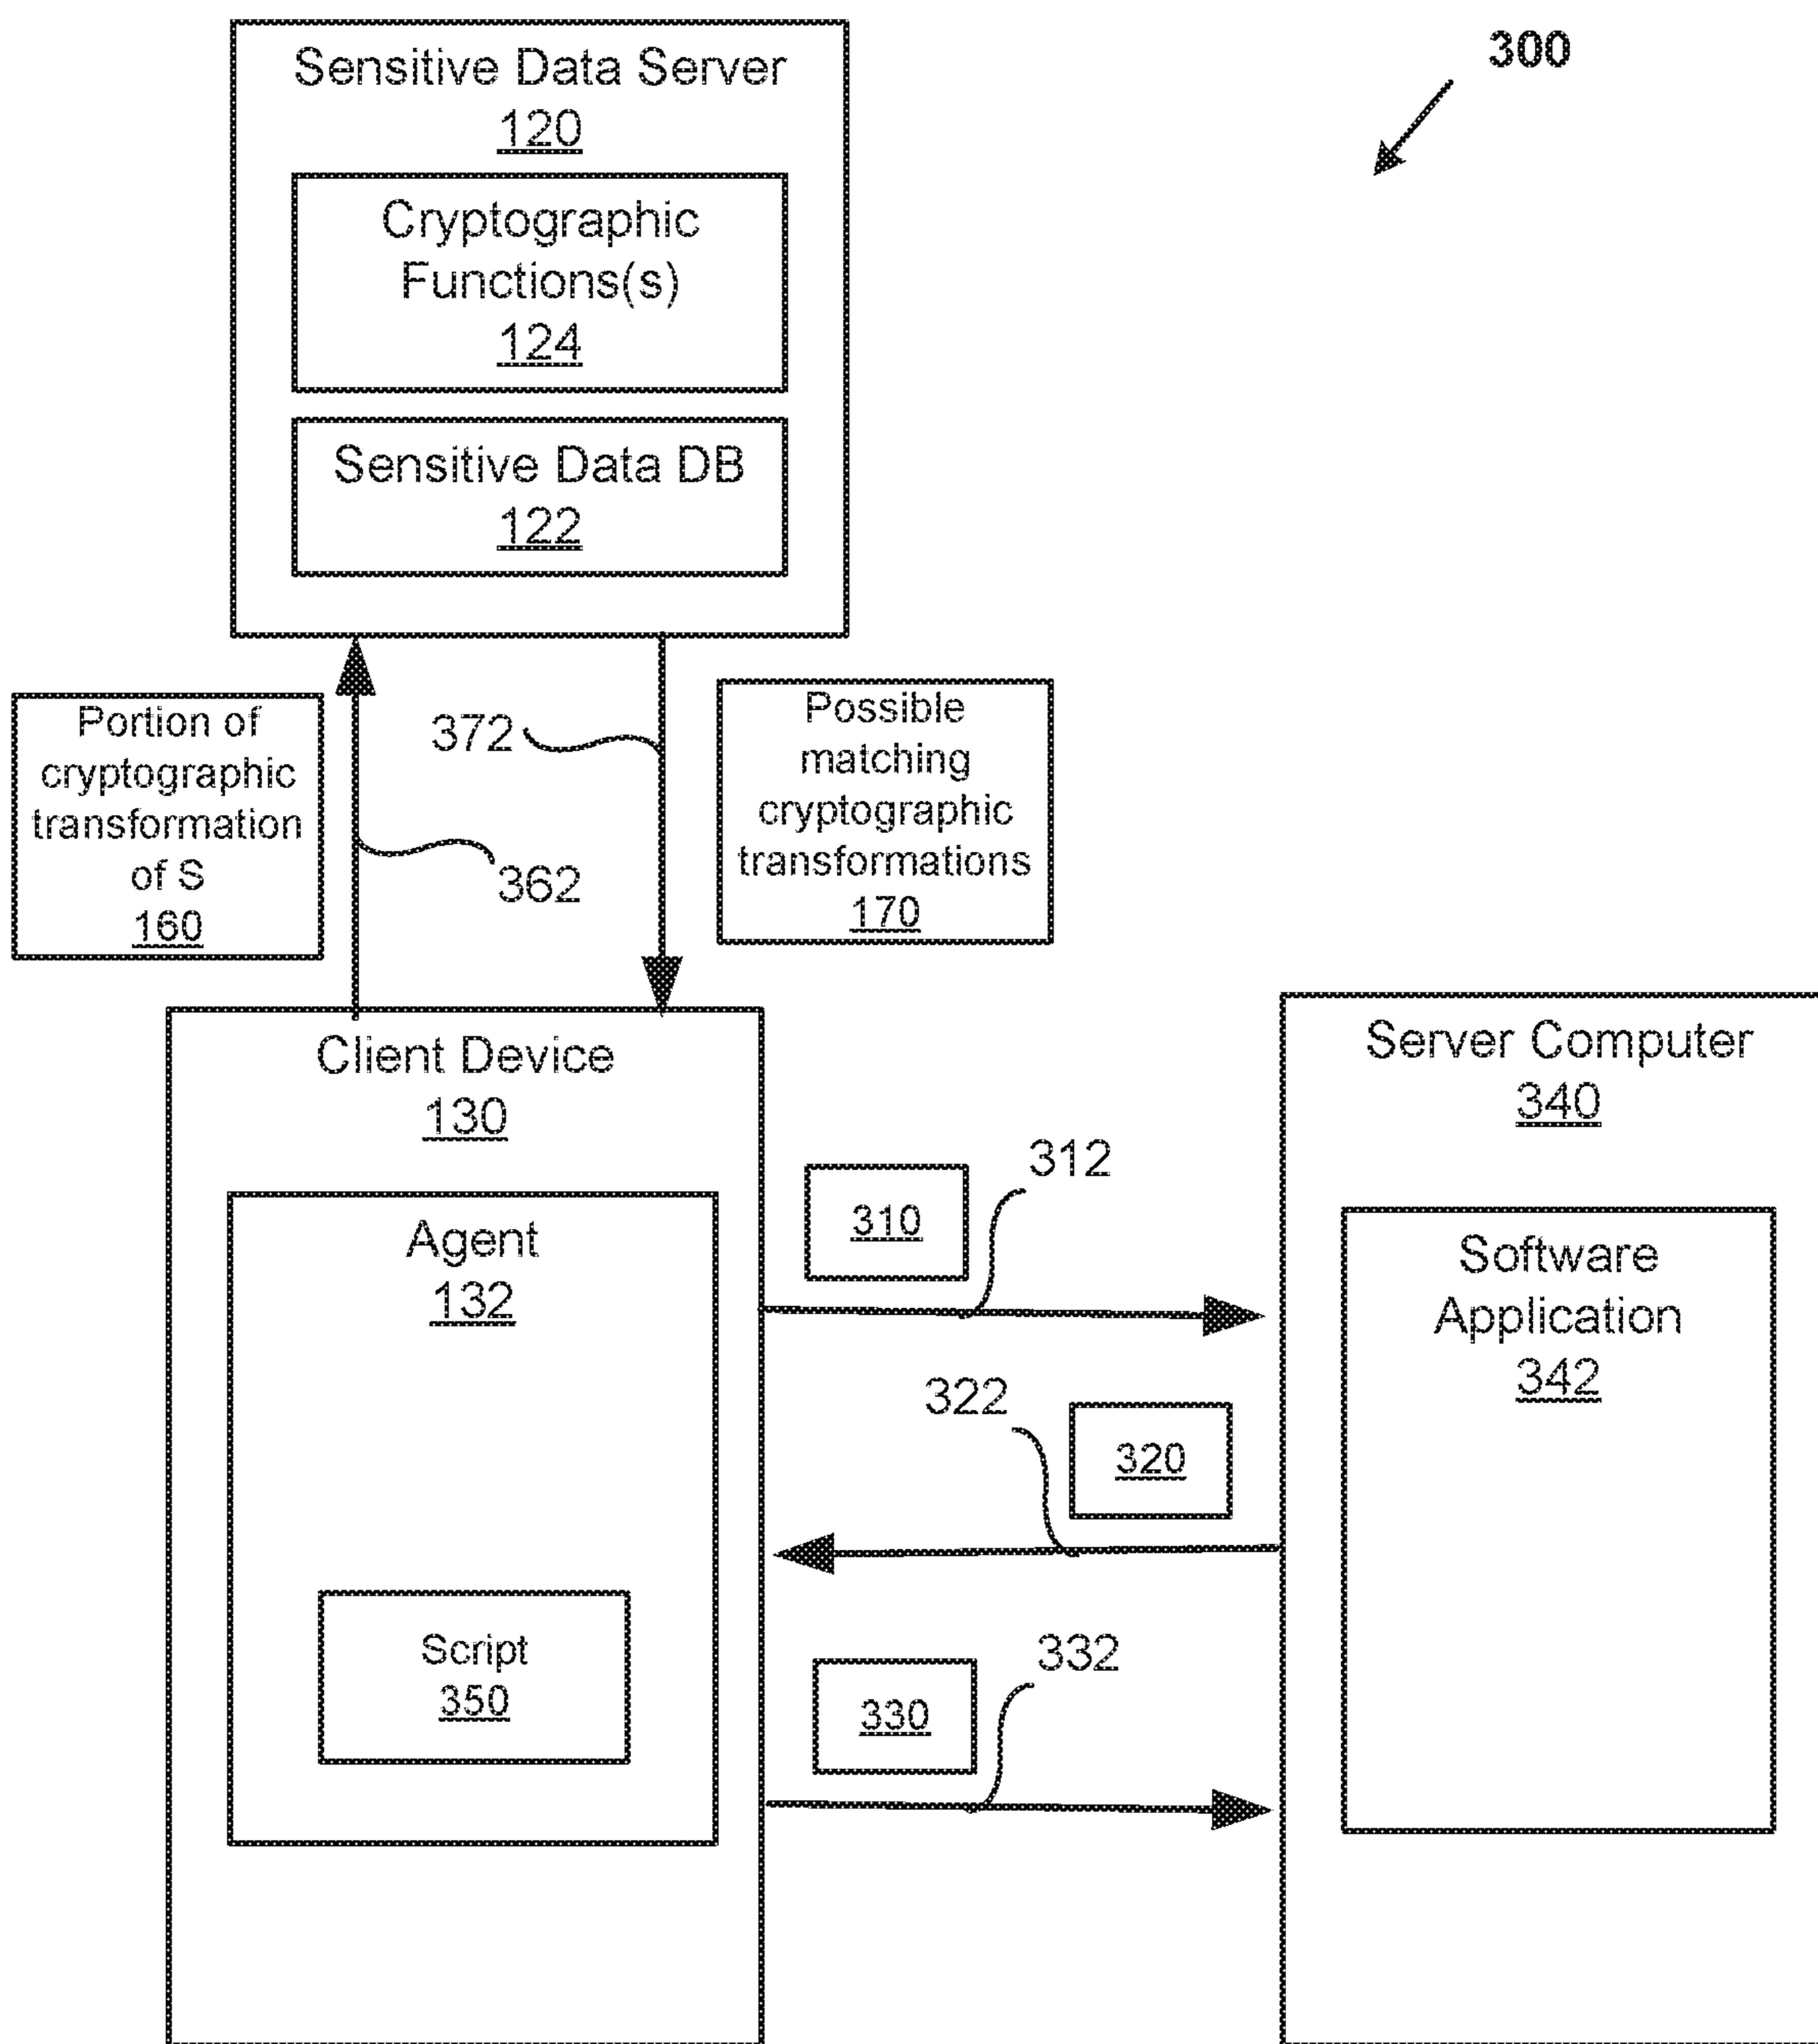 300
Sensitive Data Server
120
Cryptographic
Functions(s)
124
Sensitive Data DB
122
Portion of
cryptographic
transformation
of S
160
372
362
Possible
matching
cryptographic
transformations
170
Client Device
130
Agent
132
Script
350
310
312
322
320
330
332
Server Computer
340
Software
Application
342